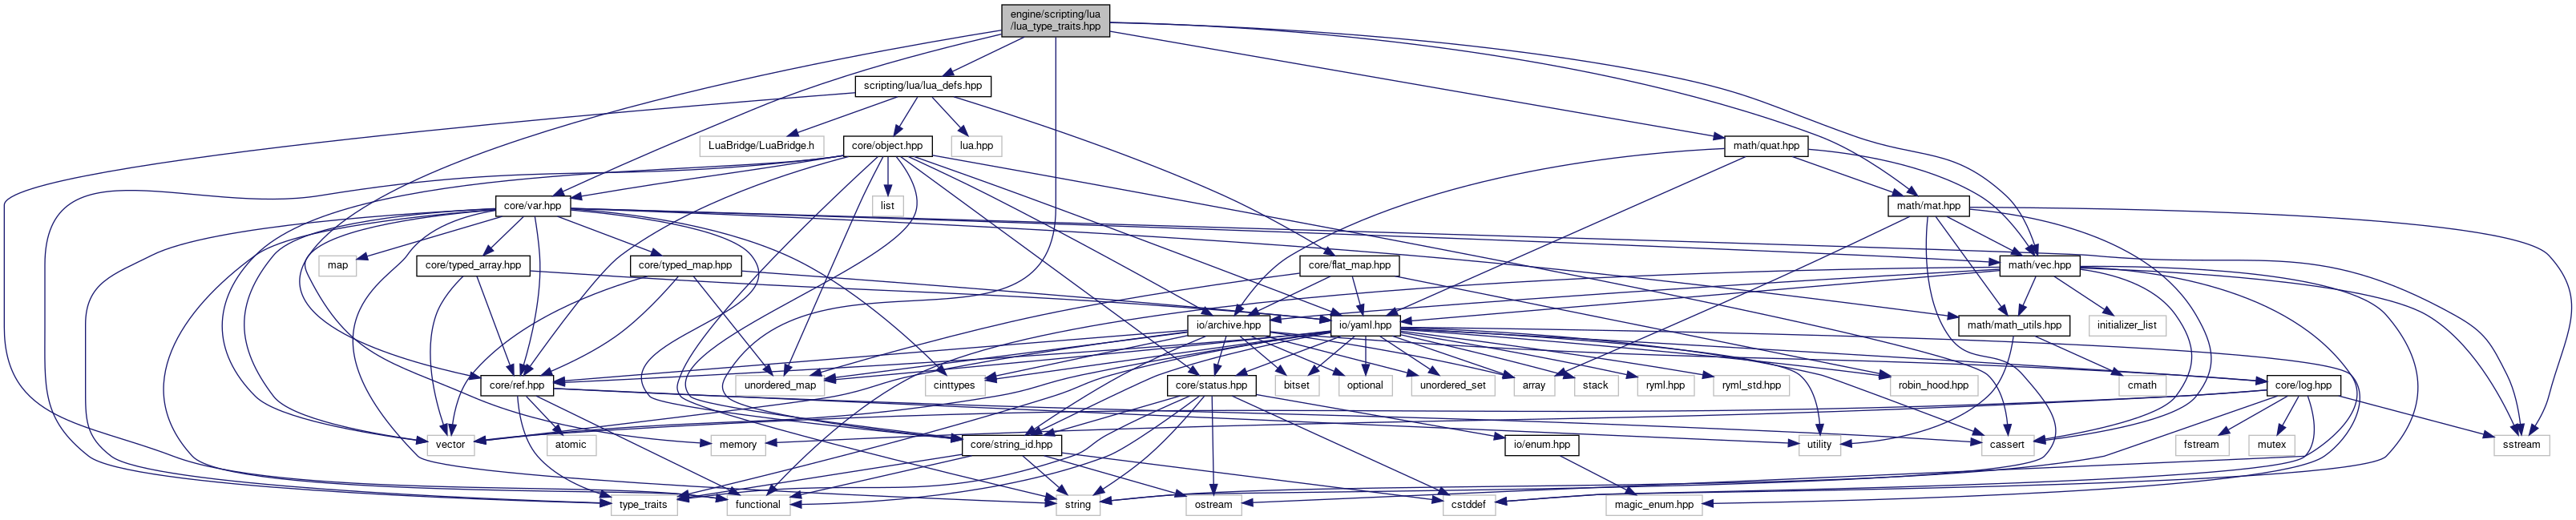 engine/scripting/lua
/lua_type_traits.hpp
scripting/lua/lua_defs.hpp
LuaBridge/LuaBridge.h
core/object.hpp
lua.hpp
math/quat.hpp
core/var.hpp
list
math/mat.hpp
map
core/typed_array.hpp
core/typed_map.hpp
core/flat_map.hpp
math/vec.hpp
io/archive.hpp
io/yaml.hpp
math/math_utils.hpp
initializer_list
core/ref.hpp
unordered_map
cinttypes
core/status.hpp
bitset
optional
unordered_set
array
stack
ryml.hpp
ryml_std.hpp
robin_hood.hpp
cmath
core/log.hpp
vector
atomic
memory
core/string_id.hpp
io/enum.hpp
utility
cassert
fstream
mutex
sstream
type_traits
functional
string
ostream
cstddef
magic_enum.hpp